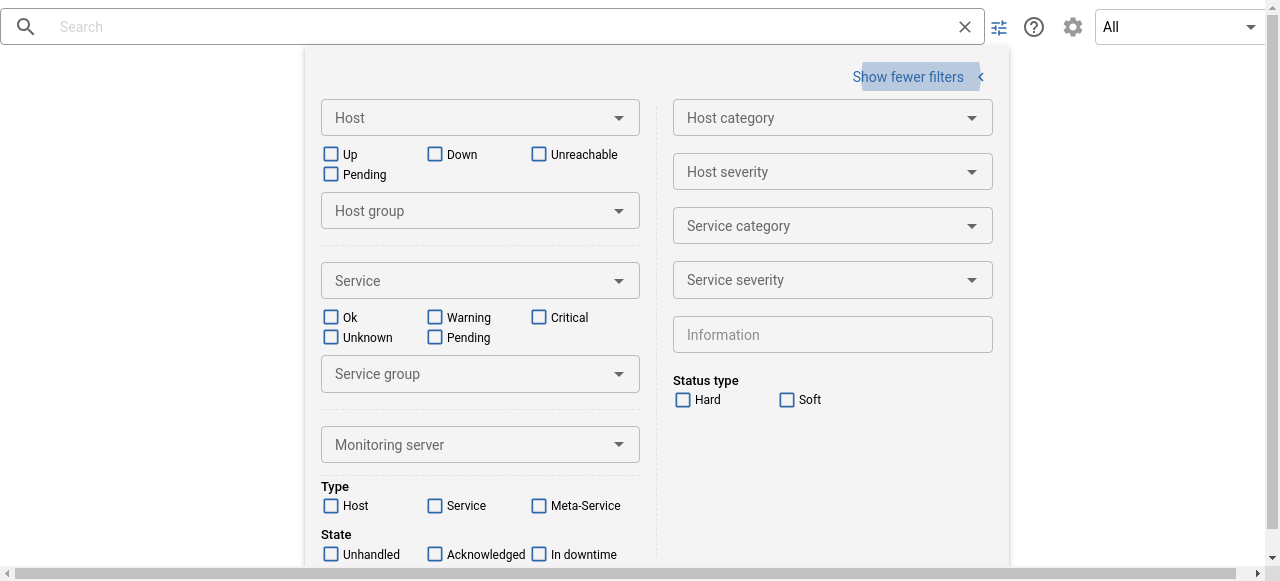 Search
All
Show fewer filters
Host
Up Down Unreachable
Pending
Host group
Service
Ok Warning Critical
Unknown Pending
Service group
Monitoring server
Type
Host Service Meta-Service
State
Unhandled Acknowledged In downtime
Host category
Host severity
Service category
Service severity
Information
Status type
Hard Soft